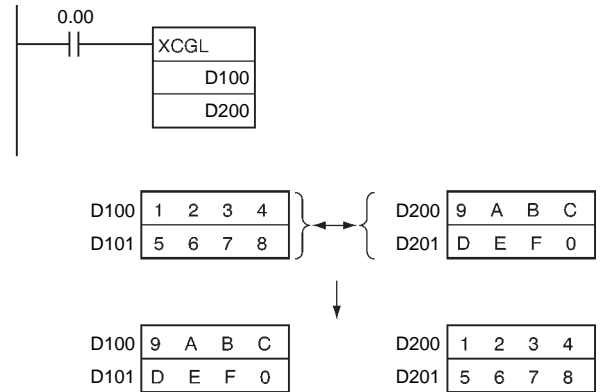 0.00
XCGL
D100
D200
D100 1 2 3 4 D200 9 A B C
D101 5 6 7 8 D201 D E F 0
D100 9 A B C D200 1 2 3 4
D101 D E F 0 D201 5 6 7 8